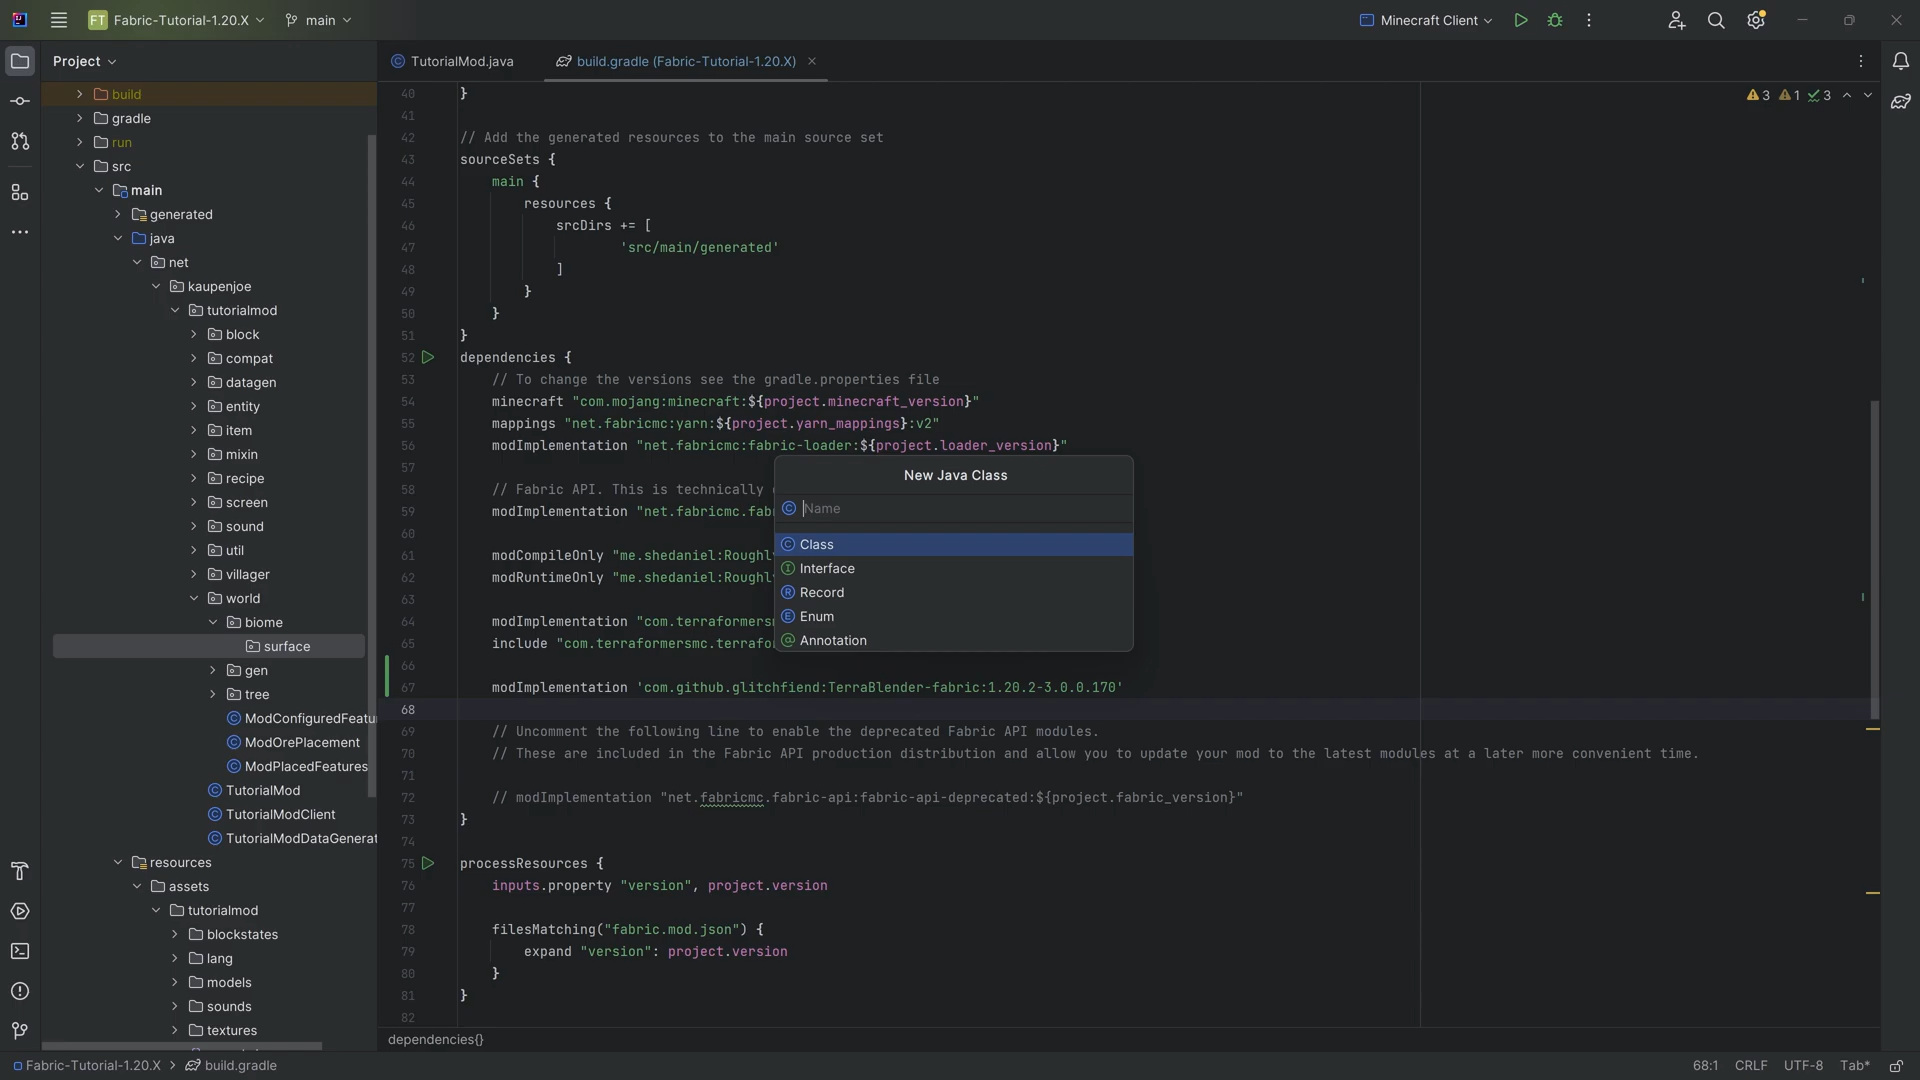 FT Fabric-Tutorial-1.20.X main Minecraft Client
Project
build
gradle
run
src
main
generated
java
net
kaupenjoe
tutorialmod
block
compat
datagen
entity
item
mixin
recipe
screen
sound
util
villager
world
biome
surface
gen
tree
ModConfiguredFeatu
ModOrePlacement
ModPlacedFeatures
TutorialMod
TutorialModClient
TutorialModDataGenerat
resources
assets
tutorialmod
blockstates
lang
models
sounds
textures
TutorialMod.java build.gradle (Fabric-Tutorial-1.20.X)
3 1 3
40 }
41
42 // Add the generated resources to the main source set
43 sourceSets {
44 main {
45 resources {
46 srcDirs += [
47 'src/main/generated'
48 ]
49 }
50 }
51 }
52 dependencies {
53 // To change the versions see the gradle.properties file
54 minecraft "com.mojang:minecraft:${project.minecraft_version}"
55 mappings "net.fabricmc:yarn:${project.yarn_mappings}:v2"
56 modImplementation "net.fabricmc:fabric-loader:${project.loader_version}"
57
58 // Fabric API. This is technically
59 modImplementation "net.fabricmc.fab
60
61 modCompileOnly "me.shedaniel:Roughl
62 modRuntimeOnly "me.shedaniel:Roughl
63
64 modImplementation "com.terraformers
65 include "com.terraformersmc.terrafo
66
67 modImplementation 'com.github.glitchfiend:TerraBlender-fabric:1.20.2-3.0.0.170'
68
69 // Uncomment the following line to enable the deprecated Fabric API modules.
70 // These are included in the Fabric API production distribution and allow you to update your mod to the latest modules at a later more convenient time.
71
72 // modImplementation "net.fabricmc.fabric-api:fabric-api-deprecated:${project.fabric_version}"
73 }
74
75 processResources {
76 inputs.property "version", project.version
77
78 filesMatching("fabric.mod.json") {
79 expand "version": project.version
80 }
81 }
82
New Java Class
Name
Class
Interface
Record
Enum
Annotation
dependencies{}
Fabric-Tutorial-1.20.X > build.gradle 68:1 CRLF UTF-8 Tab*